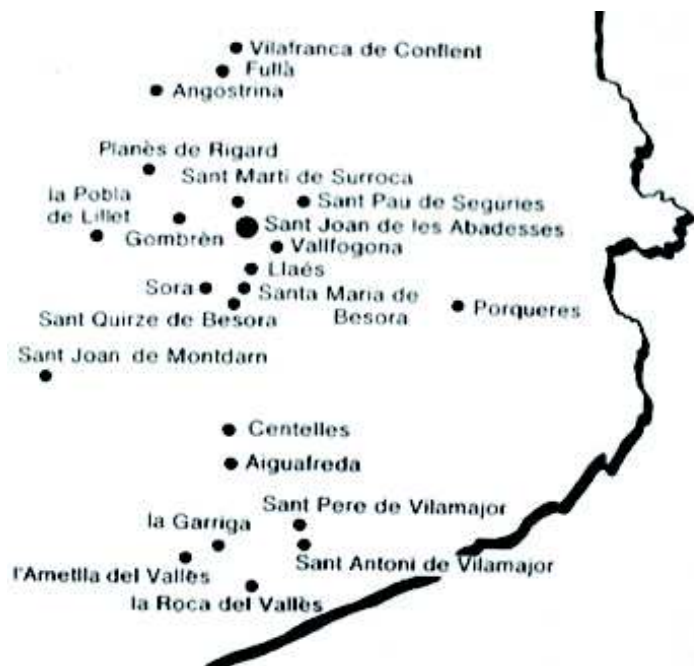 Vilafranca de Conflent
Fullà
Angostrina
Planès de Rigard
Sant Martí de Surroca
la Pobla
de Lillet
Sant Pau de Seguries
Gombrèn
Sant Joan de les Abadesses
Vallfogona
Llaés
Sora
Santa Maria de
Besora
Sant Quirze de Besora
Porqueres
Sant Joan de Montdarn
Centelles
Aiguafreda
Sant Pere de Vilamajor
la Garriga
Sant Antoni de Vilamajor
l'Ametlla del Vallès
la Roca del Vallès